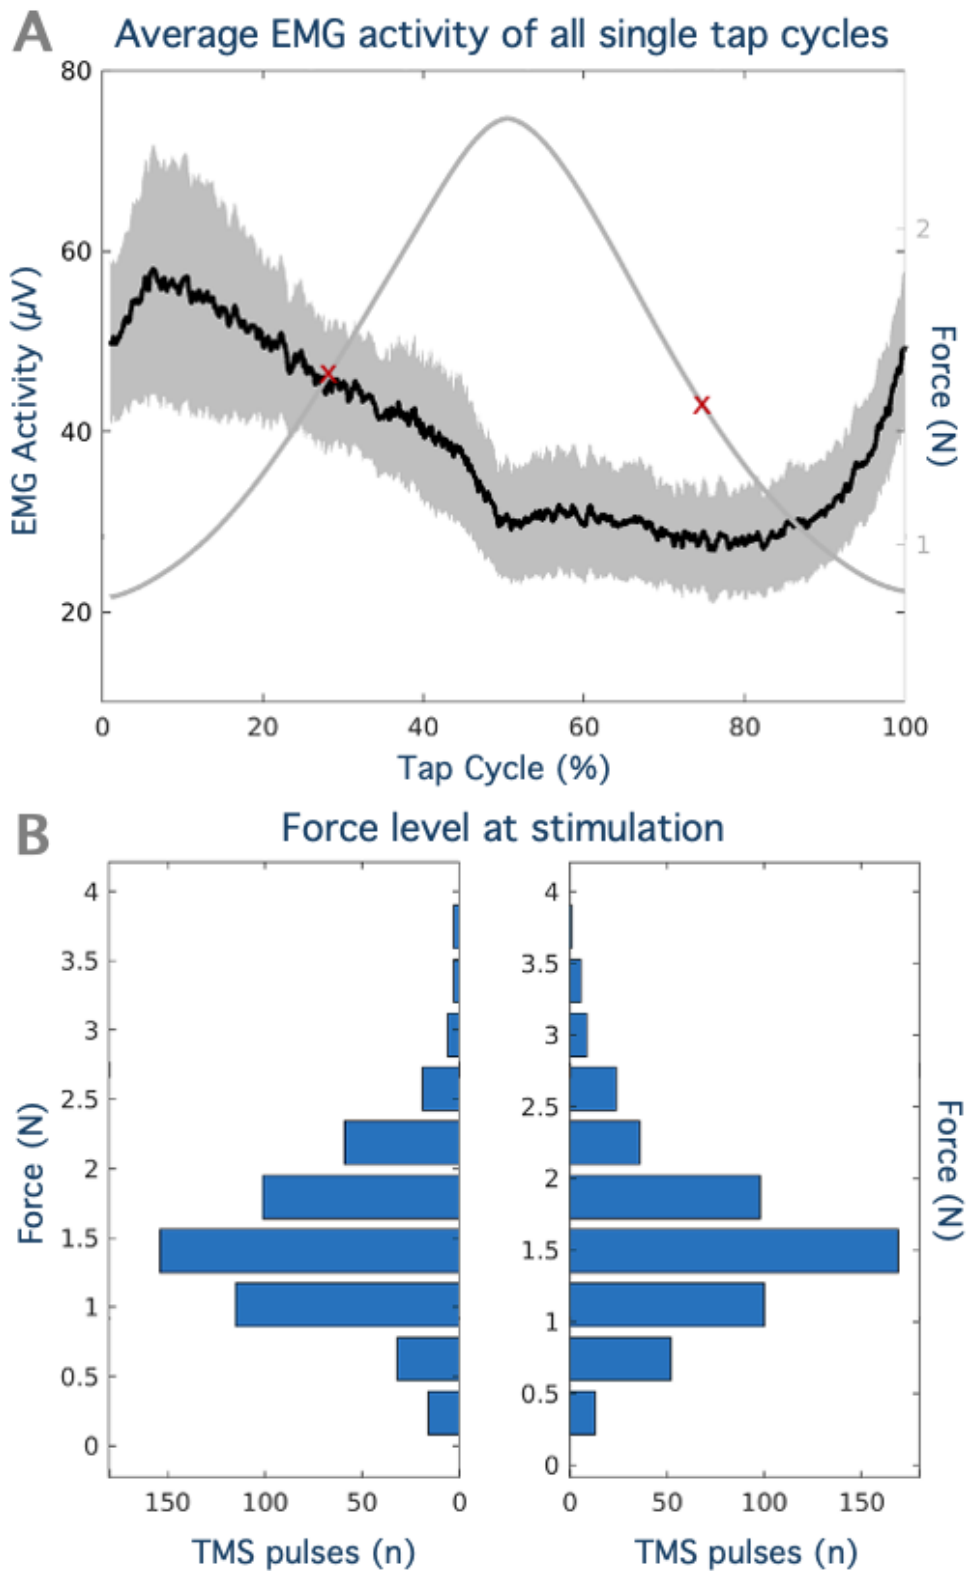 A
Average EMG activity of all single tap cycles
80
60
40
20
EMG Activity (μV)
2
1
Force (N)
0 20 40 60 80 100
Tap Cycle (%)
B
Force level at stimulation
4
3.5
3
2.5
2
1.5
1
0.5
0
Force (N)
150 100 50 0
TMS pulses (n)
4
3.5
3
2.5
2
1.5
1
0.5
0
Force (N)
0 50 100 150
TMS pulses (n)